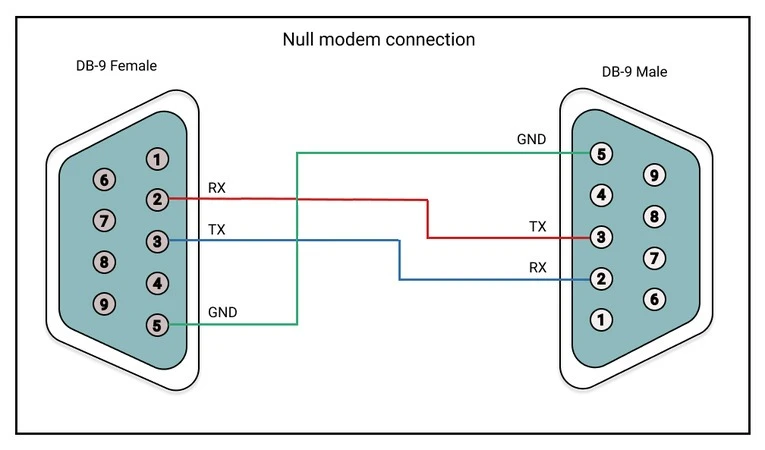 Null modem connection
DB-9 Female
DB-9 Male
GND
1
5
6
9
RX
2
4
7
8
TX
TX
3
3
8
7
RX
4
2
GND
9
6
5
1